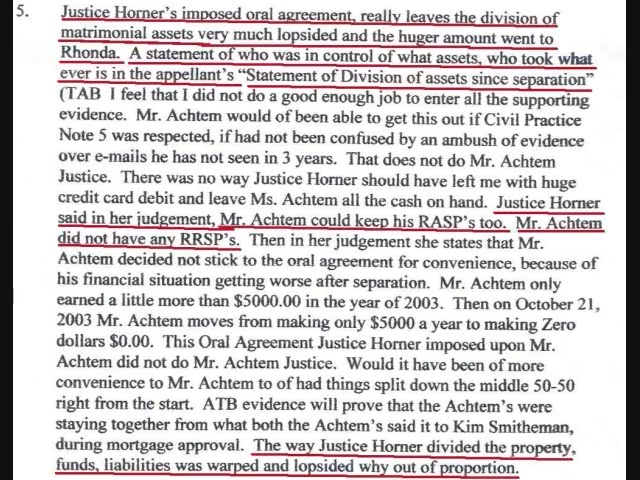 5. Justice Horner's imposed oral agreement, really leaves the division of
matrimonial assets very much lopsided and the huger amount went to
Rhonda. A statement of who was in control of what assets, who took what
ever is in the appellant's "Statement of Division of assets since separation"
(TAB I feel that I did not do a good enough job to enter all the supporting
evidence. Mr. Achtem would of been able to get this out if Civil Practice
Note 5 was respected, if had not been confused by an ambush of evidence
over e-mails he has not seen in 3 years. That does not do Mr. Achtem
Justice. There was no way Justice Horner should have left me with huge
credit card debit and leave Ms. Achtem all the cash on hand. Justice Horner
said in her judgement, Mr. Achtem could keep his RASP's too. Mr. Achtem
did not have any RRSP's. Then in her judgement she states that Mr.
Achtem decided not stick to the oral agreement for convenience, because of
his financial situation getting worse after separation. Mr. Achtem only
earned a little more than $5000.00 in the year of 2003. Then on October 21,
2003 Mr. Achtem moves from making only $5000 a year to making Zero
dollars $0.00. This Oral Agreement Justice Horner imposed upon Mr.
Achtem did not do Mr. Achtem Justice. Would it have been of more
convenience to Mr. Achtem to of had things split down the middle 50-50
right from the start. ATB evidence will prove that the Achtem's were
staying together from what both the Achtem's said it to Kim Smitheman,
during mortgage approval. The way Justice Horner divided the property,
funds, liabilities was warped and lopsided why out of proportion.